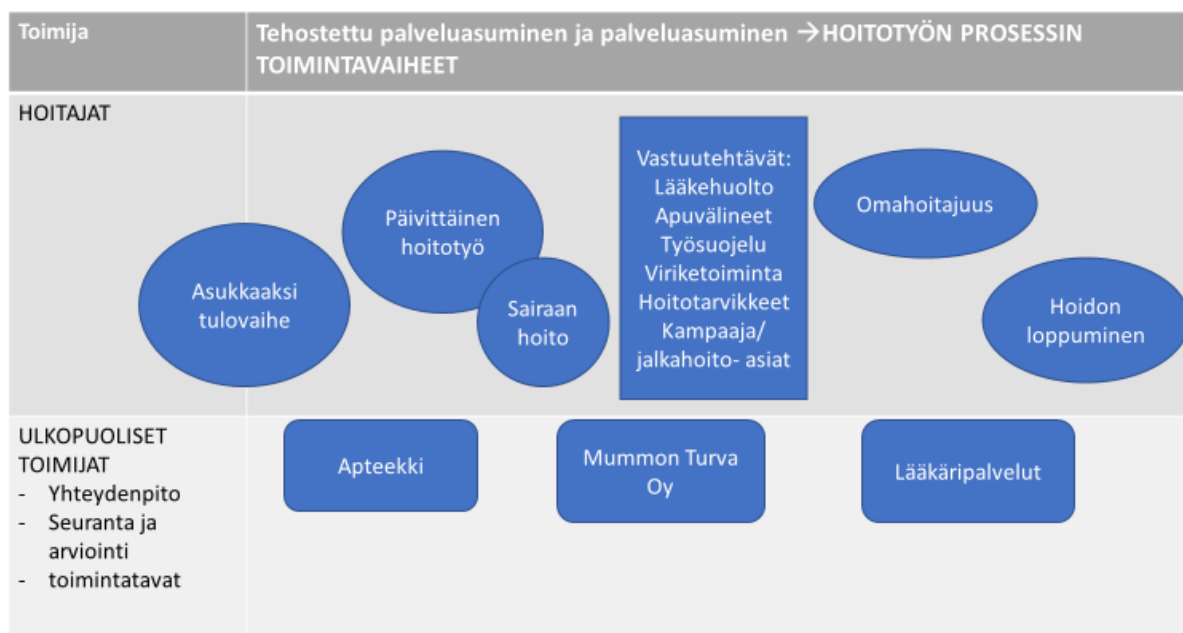 Toimija
Tehostettu palveluasuminen ja palveluasuminen →HOITOTYÖN PROSESSIN
TOIMINTAVAIHEET
HOITAJAT
Asukkaaksi
tulovaihe
Päivittäinen
hoitotyö
Sairaan
hoito
Vastuutehtävät:
Lääkehuolto
Apuvälineet
Työsuojelu
Viriketoiminta
Hoitotarvikkeet
Kampaaja/
jalkahoito- asiat
Omahoitajuus
Hoidon
loppuminen
ULKOPUOLISET
TOIMIJAT
- Yhteydenpito
- Seuranta ja
arviointi
- toimintatavat
Apteekki
Mummon Turva
Oy
Lääkäripalvelut